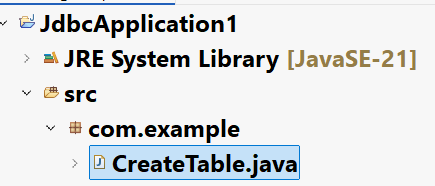 JdbcApplication1
JRE System Library [JavaSE-21]
src
com.example
CreateTable.java